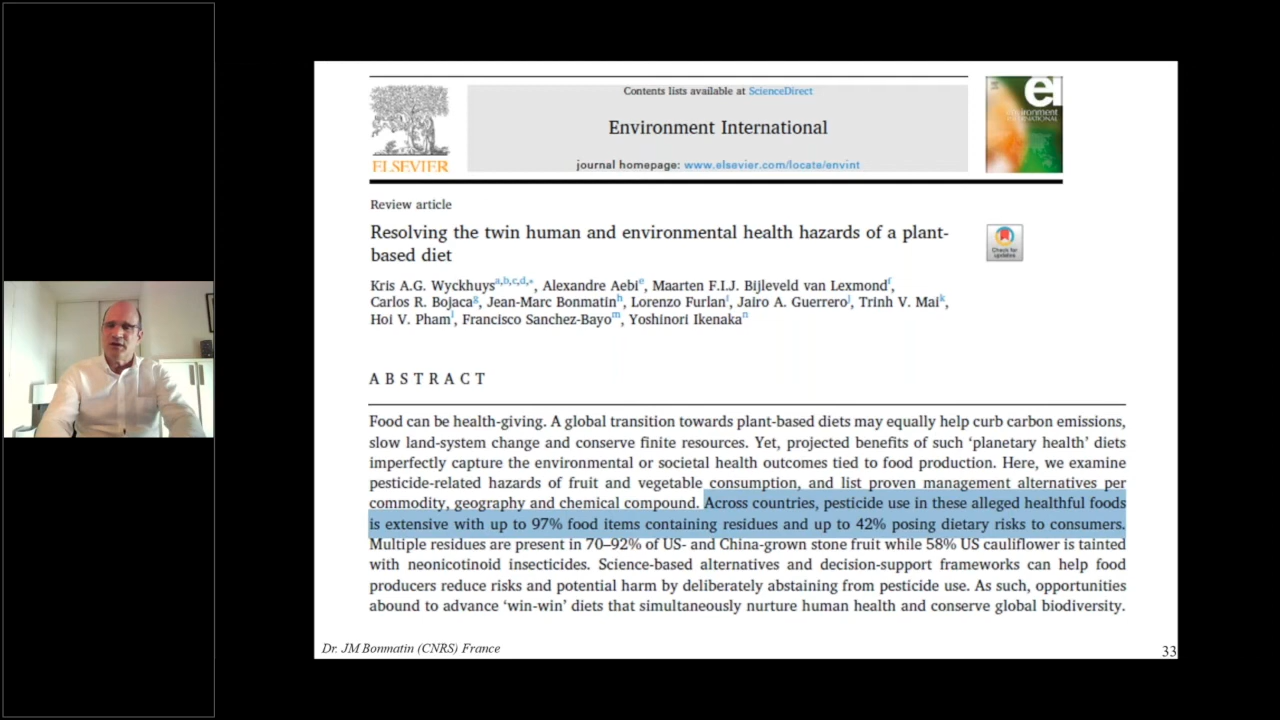 Contents lists available at ScienceDirect
Environment International
journal homepage: www.elsevier.com/locate/envint
ELSEVIER
ei
environment
INTERNATIONAL
Review article
Resolving the twin human and environmental health hazards of a plant-
based diet
Check for
updates
Kris A.G. Wyckhuys a,b,c,d,*, Alexandre Aebi e, Maarten F.I.J. Bijleveld van Lexmond f,
Carlos R. Bojaca g, Jean-Marc Bonmatin h, Lorenzo Furlan i, Jairo A. Guerrero j, Trinh V. Mai k,
Hoi V. Pham l, Francisco Sanchez-Bayo m, Yoshinori Ikenaka n
ABSTRACT
Food can be health-giving. A global transition towards plant-based diets may equally help curb carbon emissions,
slow land-system change and conserve finite resources. Yet, projected benefits of such ‘planetary health’ diets
imperfectly capture the environmental or societal health outcomes tied to food production. Here, we examine
pesticide-related hazards of fruit and vegetable consumption, and list proven management alternatives per
commodity, geography and chemical compound. Across countries, pesticide use in these alleged healthful foods
is extensive with up to 97% food items containing residues and up to 42% posing dietary risks to consumers.
Multiple residues are present in 70–92% of US- and China-grown stone fruit while 58% US cauliflower is tainted
with neonicotinoid insecticides. Science-based alternatives and decision-support frameworks can help food
producers reduce risks and potential harm by deliberately abstaining from pesticide use. As such, opportunities
abound to advance ‘win-win’ diets that simultaneously nurture human health and conserve global biodiversity.
Dr. JM Bonmatin (CNRS) France
33